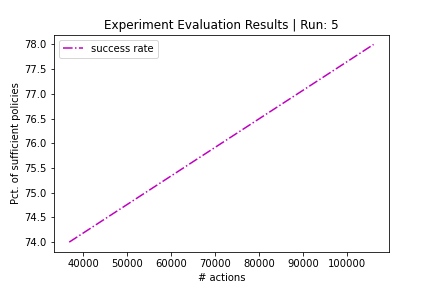 Experiment Evaluation Results | Run: 5
success rate
Pct. of sufficient policies
78.0
77.5
77.0
76.5
76.0
75.5
75.0
74.5
74.0
40000 50000 60000 70000 80000 90000 100000
# actions